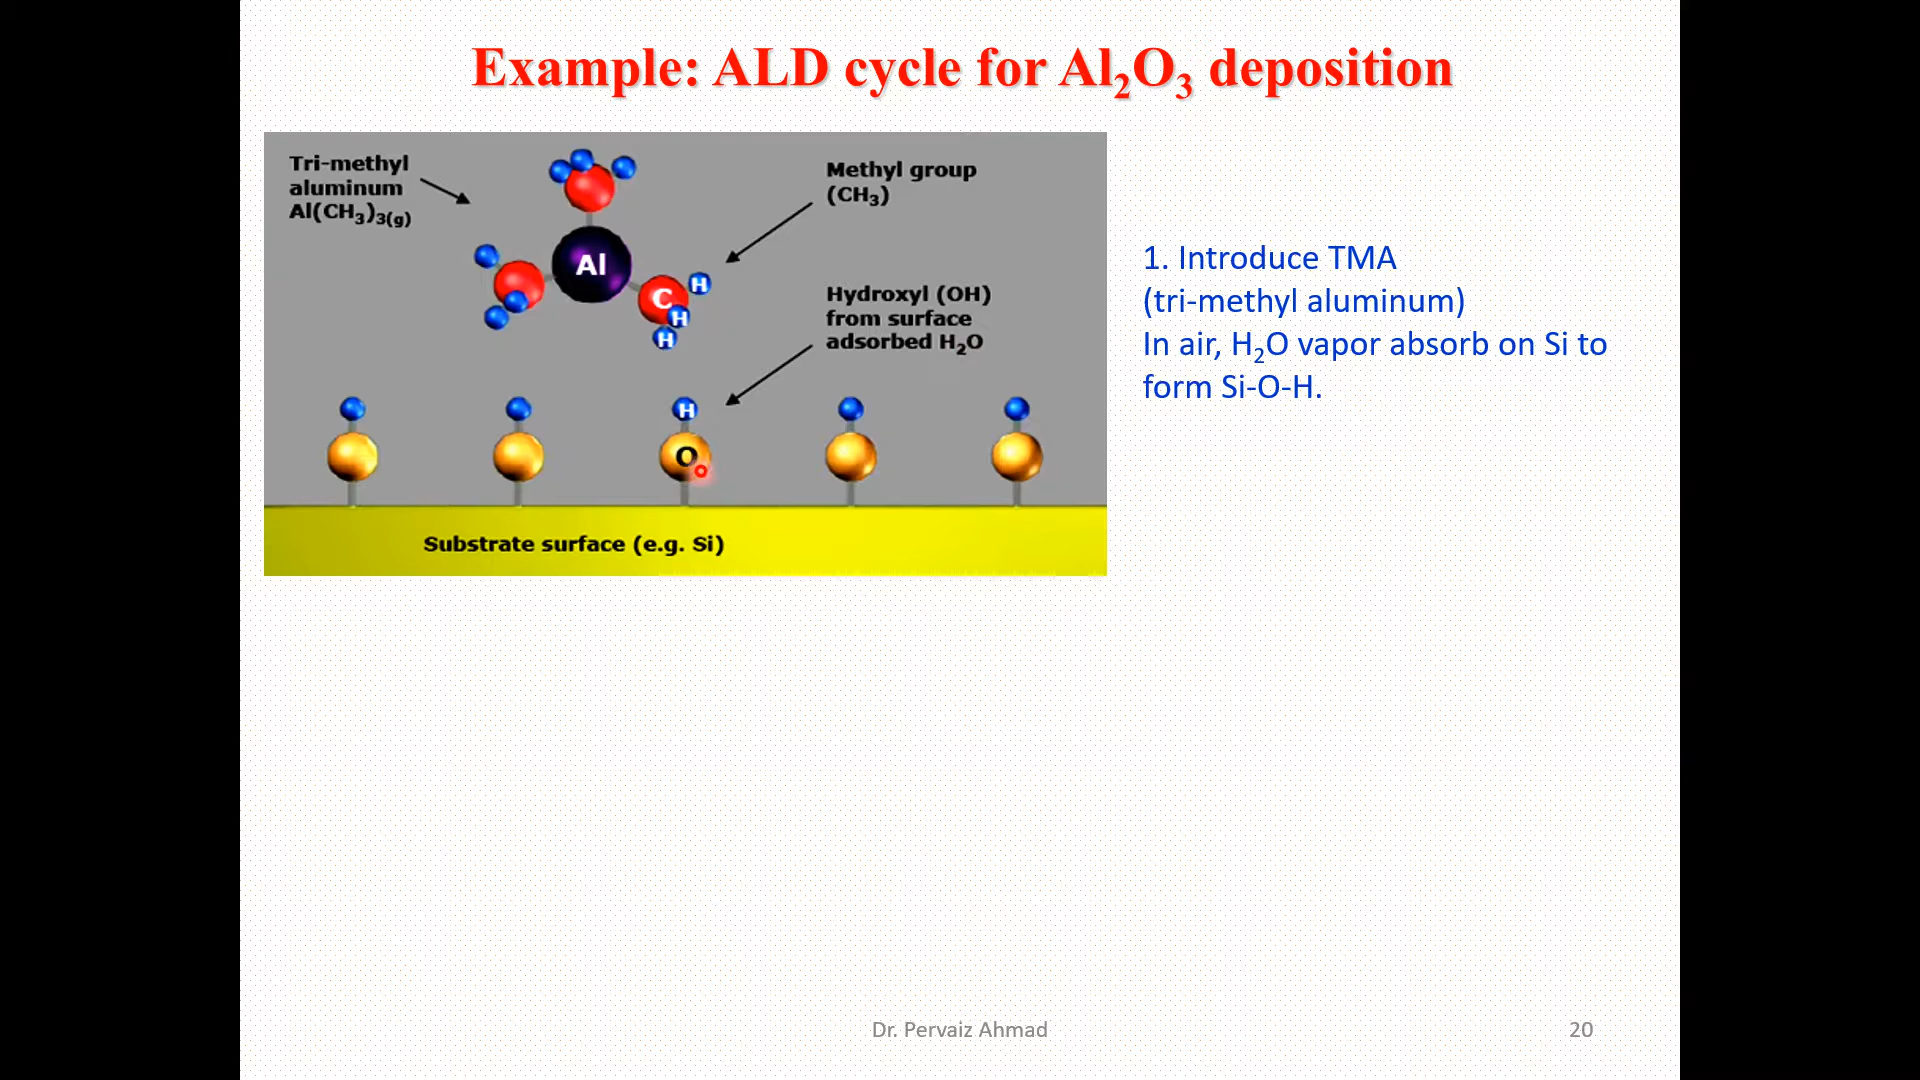 Example: ALD cycle for Al₂O₃ deposition
Tri-methyl
aluminum
Al(CH₃)₃₍g₎
Methyl group
(CH₃)
Al
C
H
H
H
Hydroxyl (OH)
from surface
adsorbed H₂O
H
O
Substrate surface (e.g. Si)
1. Introduce TMA
(tri-methyl aluminum)
In air, H₂O vapor absorb on Si to
form Si-O-H.
Dr. Pervaiz Ahmad
20